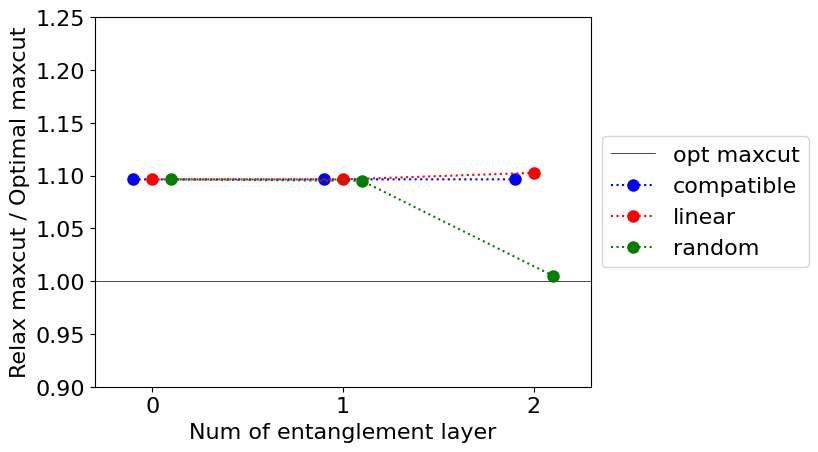 Relax maxcut / Optimal maxcut
1.25
1.20
1.15
1.10
1.05
1.00
0.95
0.90
0
1
2
Num of entanglement layer
opt maxcut
compatible
linear
random